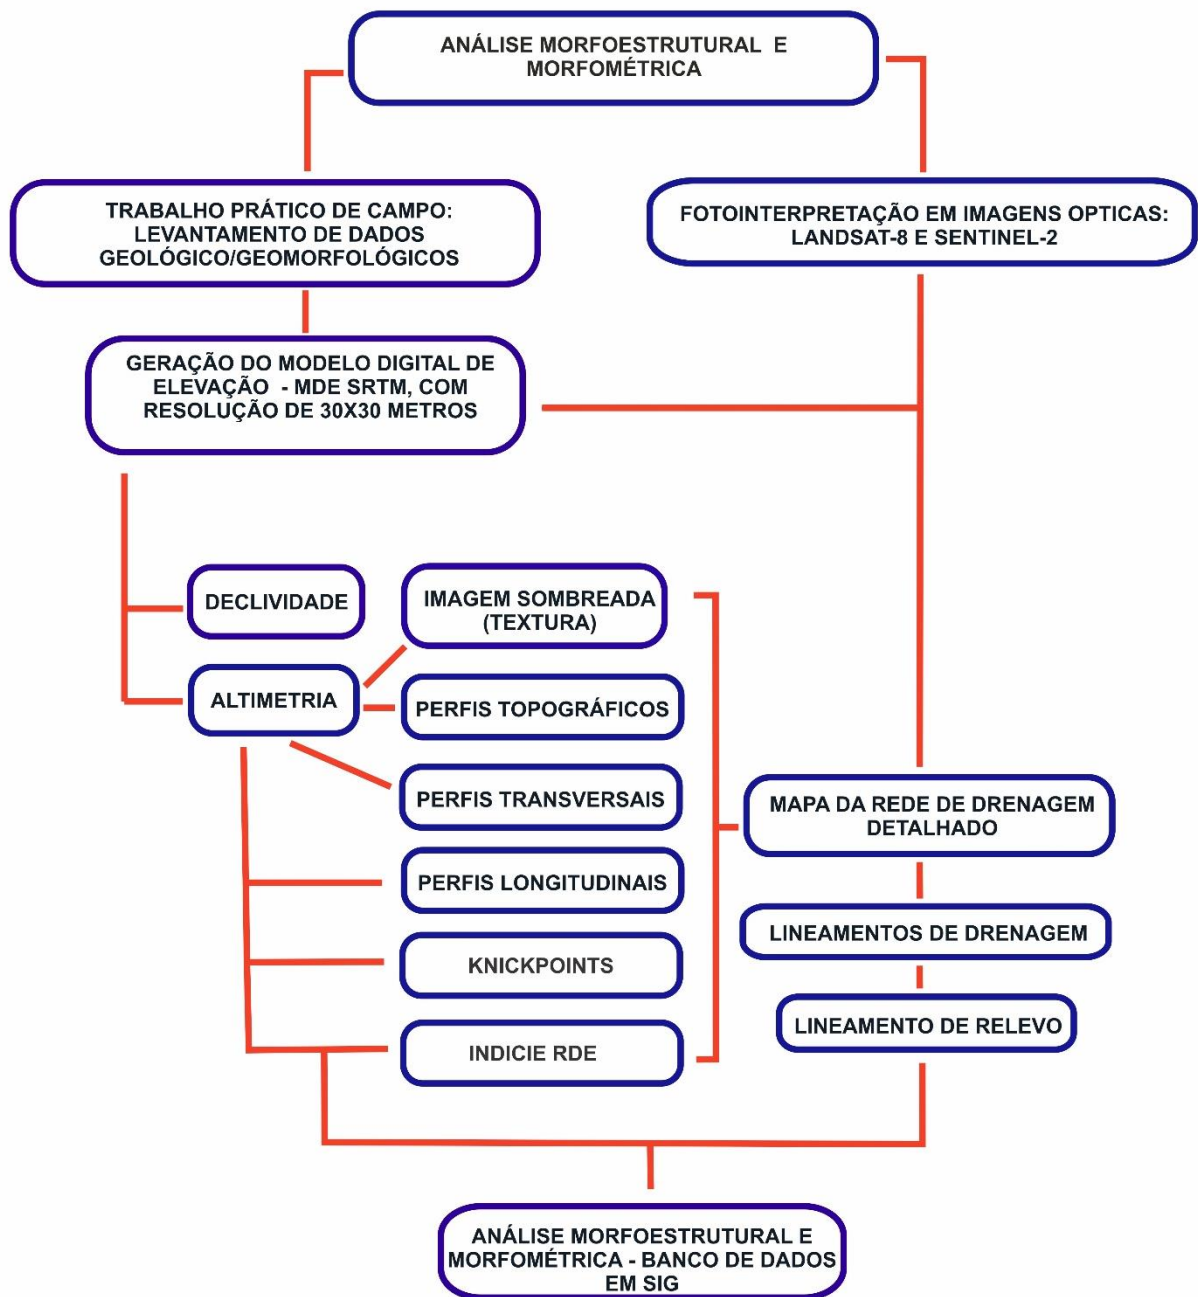 ANÁLISE MORFOESTRUTURAL E
MORFOMÉTRICA
TRABALHO PRÁTICO DE CAMPO:
LEVANTAMENTO DE DADOS
GEOLÓGICO/GEOMORFOLÓGICOS
FOTOINTERPRETAÇÃO EM IMAGENS OPTICAS:
LANDSAT-8 E SENTINEL-2
GERAÇÃO DO MODELO DIGITAL DE
ELEVAÇÃO - MDE SRTM, COM
RESOLUÇÃO DE 30X30 METROS
DECLIVIDADE
IMAGEM SOMBREADA
(TEXTURA)
ALTIMETRIA
PERFIS TOPOGRÁFICOS
PERFIS TRANSVERSAIS
MAPA DA REDE DE DRENAGEM
DETALHADO
PERFIS LONGITUDINAIS
LINEAMENTOS DE DRENAGEM
KNICKPOINTS
LINEAMENTO DE RELEVO
INDICIE RDE
ANÁLISE MORFOESTRUTURAL E
MORFOMÉTRICA - BANCO DE DADOS
EM SIG